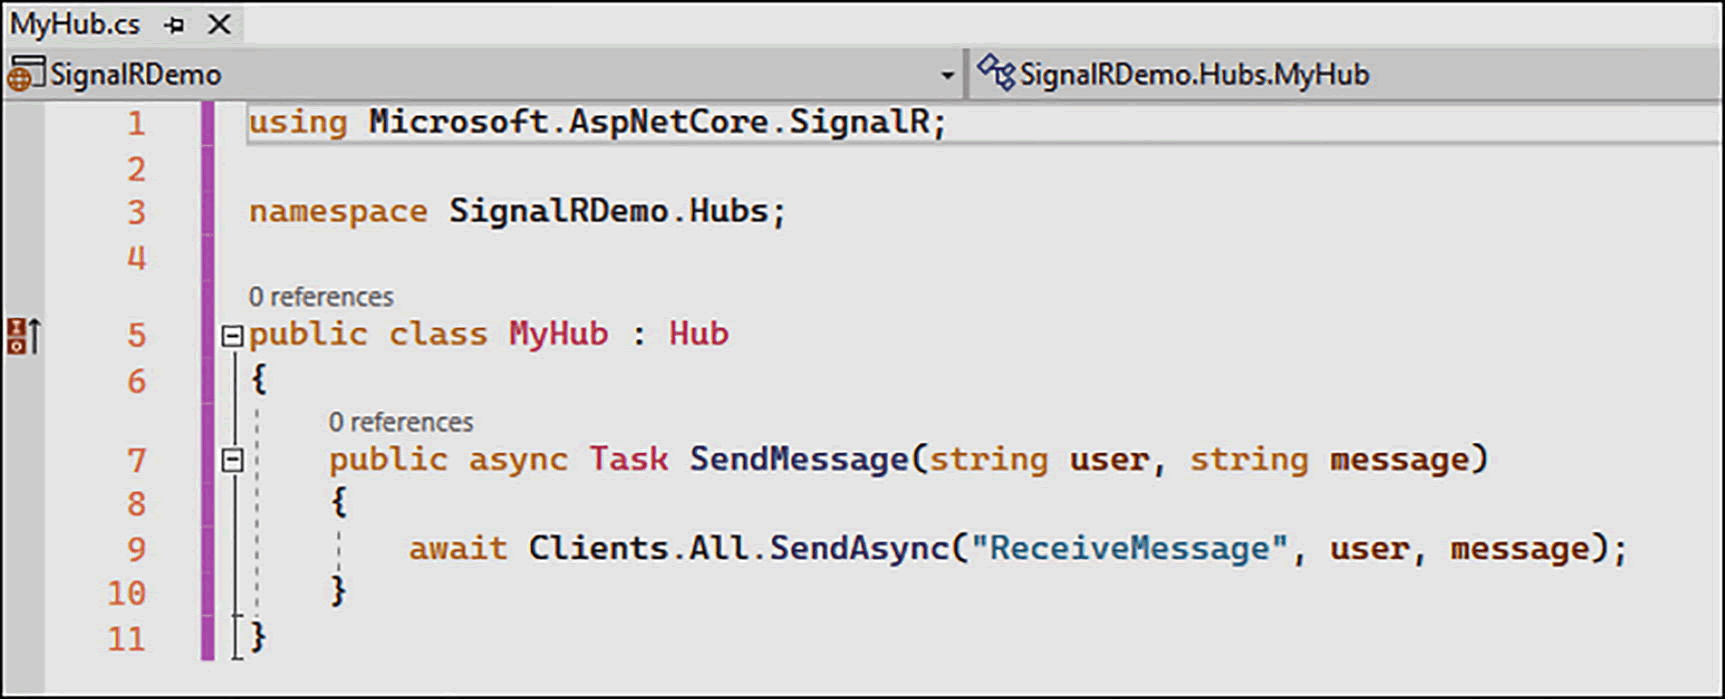 MyHub.cs
SignalRDemo SignalRDemo.Hubs.MyHub
1 using Microsoft.AspNetCore.SignalR;
2
3 namespace SignalRDemo.Hubs;
4
0 references
5 public class MyHub : Hub
6 {
0 references
7 public async Task SendMessage(string user, string message)
8 {
9 await Clients.All.SendAsync("ReceiveMessage", user, message);
10 }
11 }